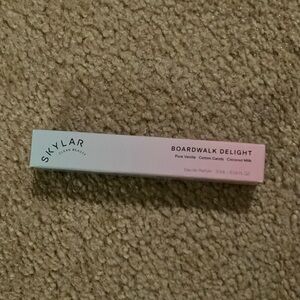 SKYLAR
CLEAN BEAUTY
BOARDWALK DELIGHT
Pure Vanilla Cotton Candy Coconut Milk
Eau de Parfum